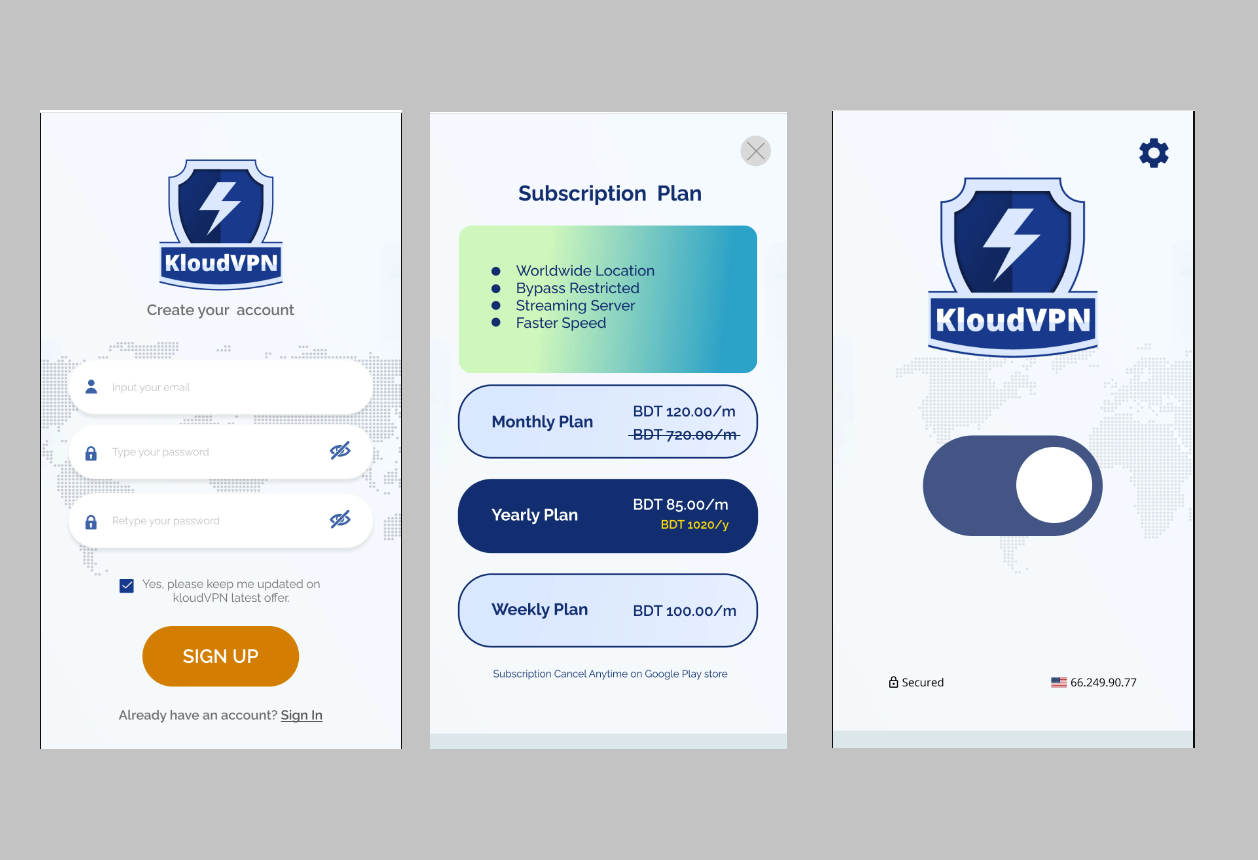 KloudVPN
Create your account
Input your email
Type your password
Retype your password
Yes, please keep me updated on
kloudVPN latest offer.
SIGN UP
Already have an account? Sign In
Subscription Plan
Worldwide Location
Bypass Restricted
Streaming Server
Faster Speed
Monthly Plan
BDT 120.00/m
BDT 720.00/m
Yearly Plan
BDT 85.00/m
BDT 1020/y
Weekly Plan
BDT 100.00/m
Subscription Cancel Anytime on Google Play store
KloudVPN
Secured
66.249.90.77